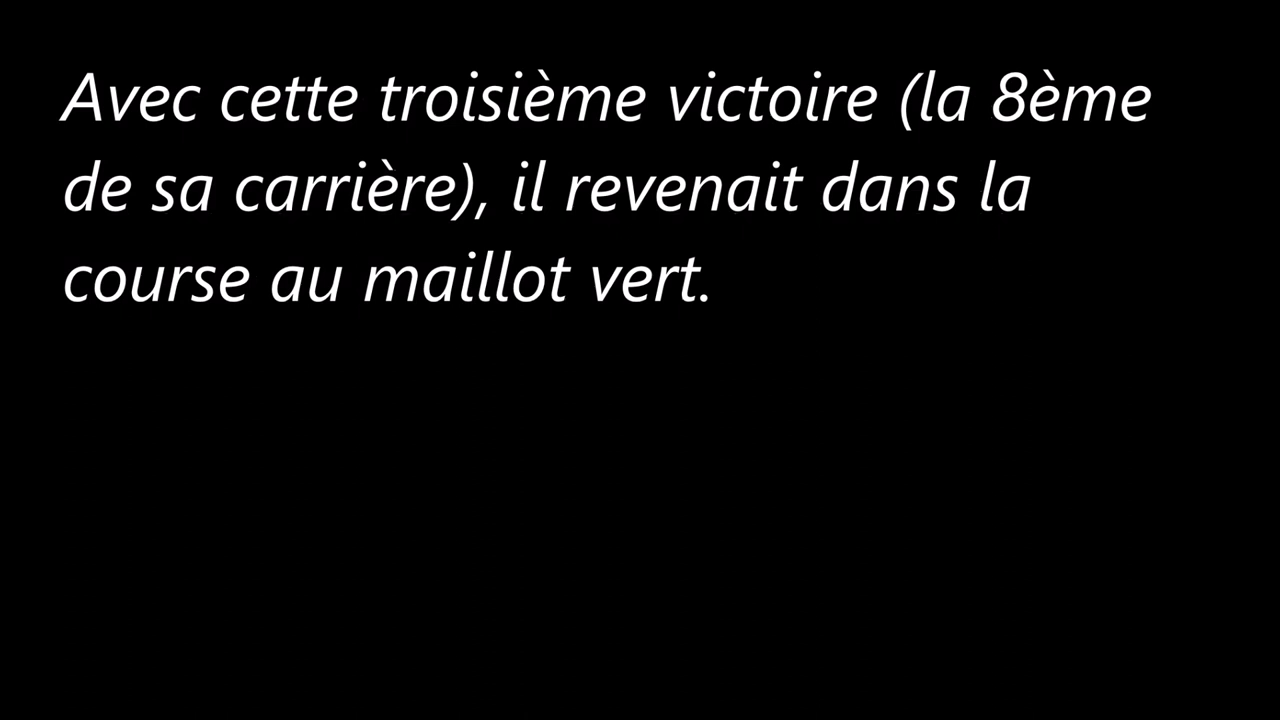 Avec cette troisième victoire (la 8ème
de sa carrière), il revenait dans la
course au maillot vert.